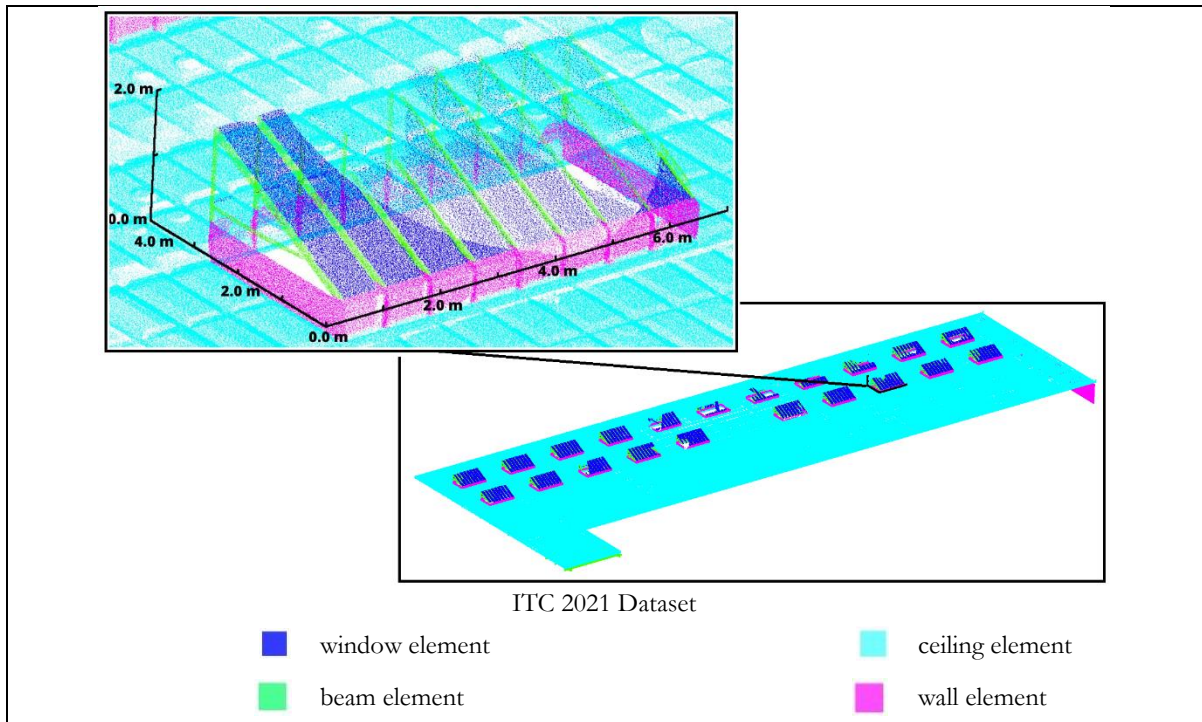 2.0 m
0.0 m
4.0 m
6.0 m
2.0 m
4.0 m
2.0 m
0.0 m
ITC 2021 Dataset
window element
ceiling element
beam element
wall element